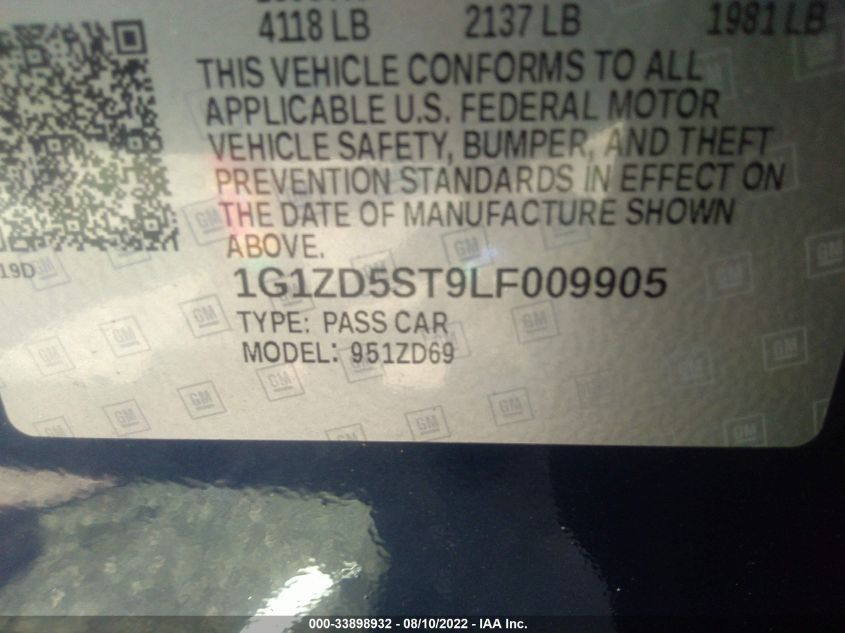 4118 LB 2137 LB 1981 LB
THIS VEHICLE CONFORMS TO ALL
APPLICABLE U.S. FEDERAL MOTOR
VEHICLE SAFETY, BUMPER, AND THEFT
PREVENTION STANDARDS IN EFFECT ON
THE DATE OF MANUFACTURE SHOWN
ABOVE.
19D
1G1ZD5ST9LF009905
TYPE: PASS CAR
MODEL: 951ZD69
GM
000-33898932 - 08/10/2022 - IAA Inc.